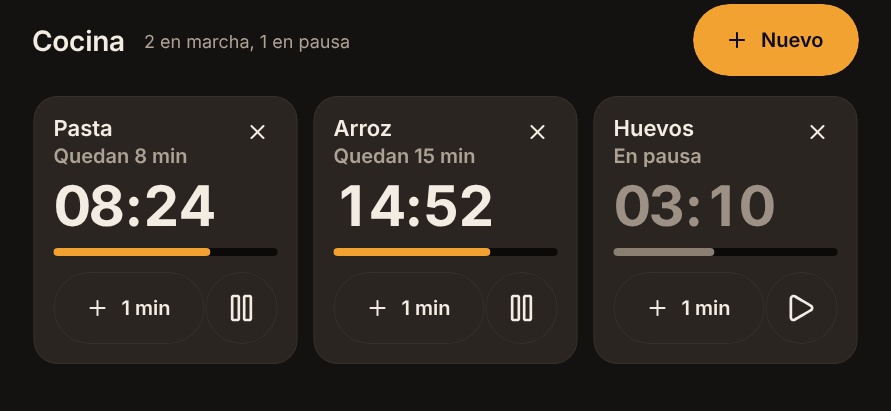 Cocina 2 en marcha, 1 en pausa
+ Nuevo
Pasta
Quedan 8 min
08:24
+ 1 min
Arroz
Quedan 15 min
14:52
+ 1 min
Huevos
En pausa
03:10
+ 1 min